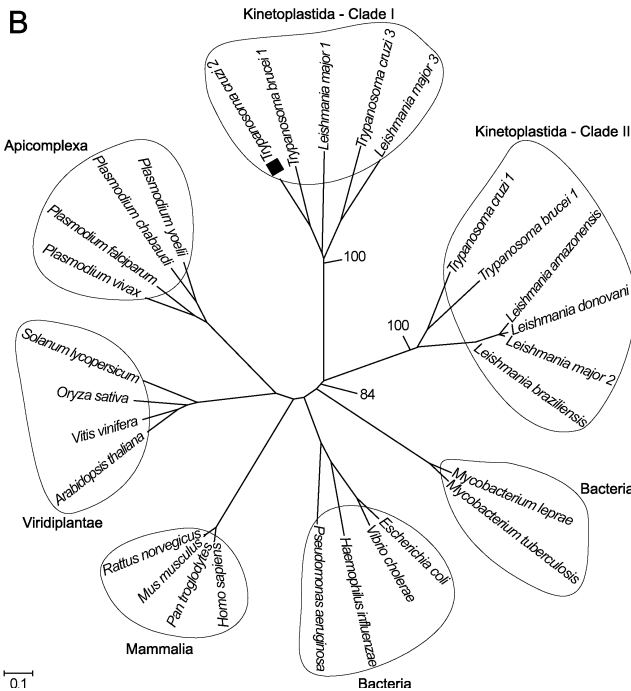 B
Kinetoplastida - Clade I
Trypanosoma cruzi 2
Trypanosoma brucei 1
Leishmania major 1
Trypanosoma cruzi 3
Leishmania major 3
100
Kinetoplastida - Clade II
Trypanosoma cruzi 1
Trypanosoma brucei 1
Leishmania amazonensis
Leishmania donovani
Leishmania major 2
Leishmania braziliensis
100
84
Apicomplexa
Plasmodium yoelii
Plasmodium chabaudi
Plasmodium falciparum
Plasmodium vivax
Solanum lycopersicum
Oryza sativa
Vitis vinifera
Arabidopsis thaliana
Viridiplantae
Rattus norvegicus
Mus musculus
Pan troglodytes
Homo sapiens
Mammalia
Pseudomonas aeruginosa
Haemophilus influenzae
Vibrio cholerae
Escherichia coli
Bacteria
Mycobacterium leprae
Mycobacterium tuberculosis
Bacteria
0.1